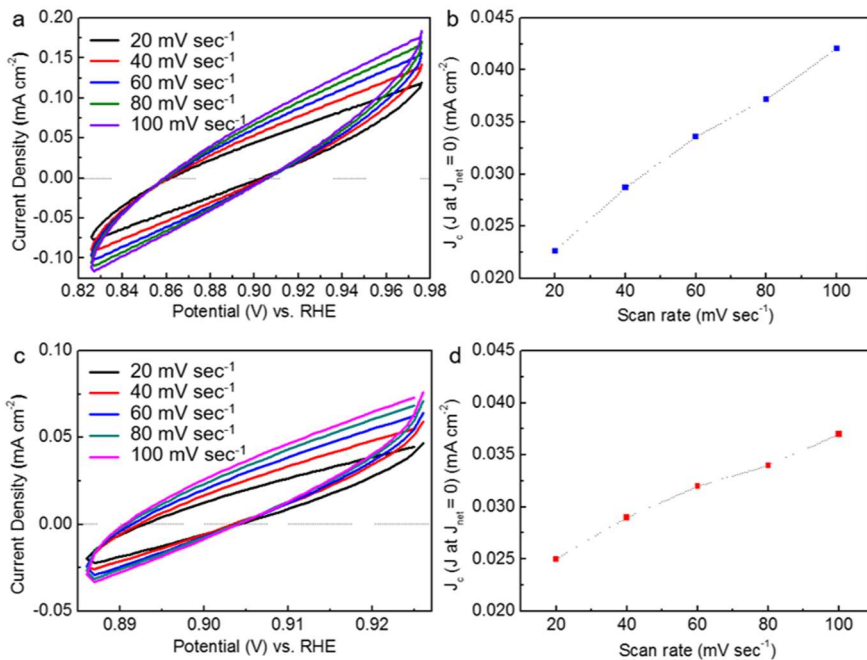 a
0.20
0.15
0.10
0.05
0.00
-0.05
-0.10
Current Density (mA cm⁻²)
20 mV sec⁻¹
40 mV sec⁻¹
60 mV sec⁻¹
80 mV sec⁻¹
100 mV sec⁻¹
0.82 0.84 0.86 0.88 0.90 0.92 0.94 0.96 0.98
Potential (V) vs. RHE
b
0.045
0.040
0.035
0.030
0.025
0.020
J_c (J at J_net = 0) (mA cm⁻²)
20 40 60 80 100
Scan rate (mV sec⁻¹)
c
0.10
0.05
0.00
-0.05
Current Density (mA cm⁻²)
20 mV sec⁻¹
40 mV sec⁻¹
60 mV sec⁻¹
80 mV sec⁻¹
100 mV sec⁻¹
0.89 0.90 0.91 0.92
Potential (V) vs. RHE
d
0.045
0.040
0.035
0.030
0.025
0.020
J_c (J at J_net = 0) (mA cm⁻²)
20 40 60 80 100
Scan rate (mV sec⁻¹)